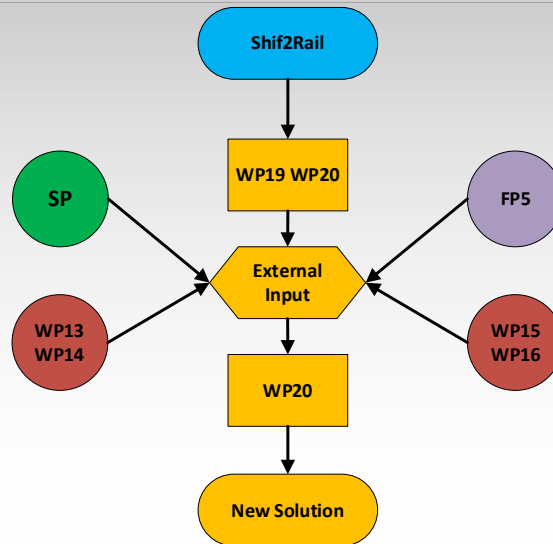 Shif2Rail
WP19 WP20
SP
FP5
External
Input
WP13
WP14
WP15
WP16
WP20
New Solution